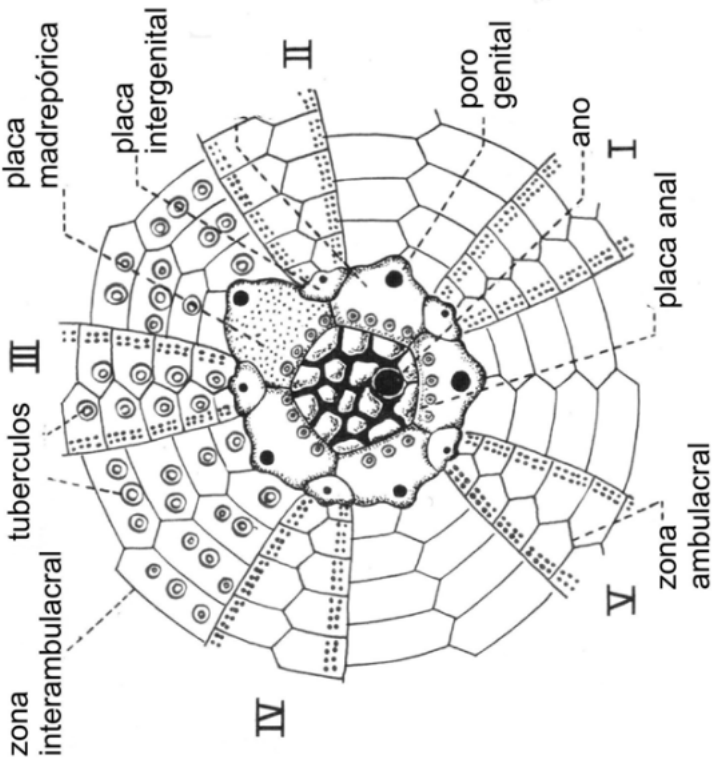 zona
interambulacral
tuberculos
III
placa
madrepórica
placa
intergenital
II
poro
genital
ano
I
placa anal
zona
ambulacral
V
IV